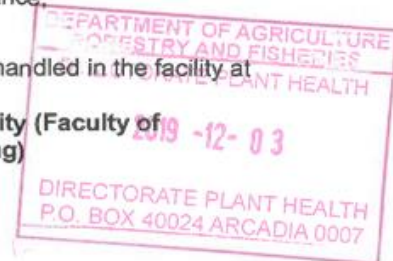 DEPARTMENT OF AGRICULTURE
FORESTRY AND FISHERIES
handled in the facility at
DIRECTORATE PLANT HEALTH
ity (Faculty of
2019 -12- 03
g)
DIRECTORATE PLANT HEALTH
P.O. BOX 40024 ARCADIA 0007